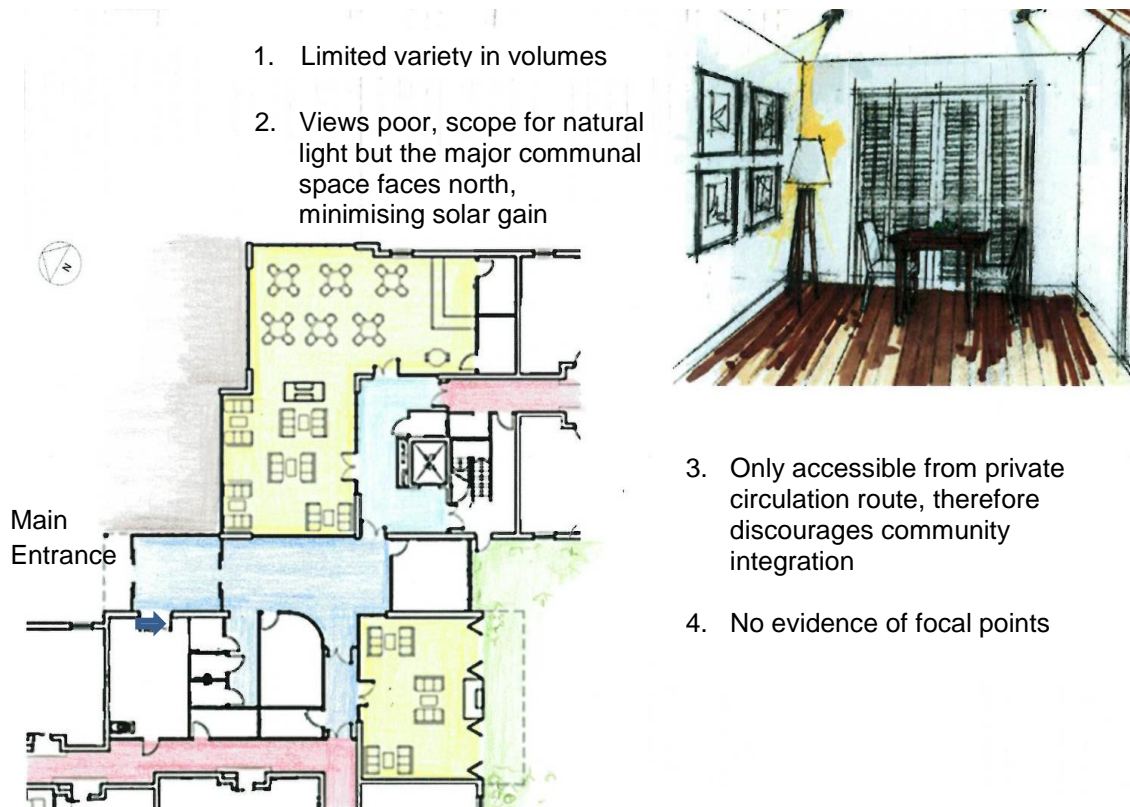 1. Limited variety in volumes
2. Views poor, scope for natural
light but the major communal
space faces north,
minimising solar gain
N
Main
Entrance
3. Only accessible from private
circulation route, therefore
discourages community
integration
4. No evidence of focal points